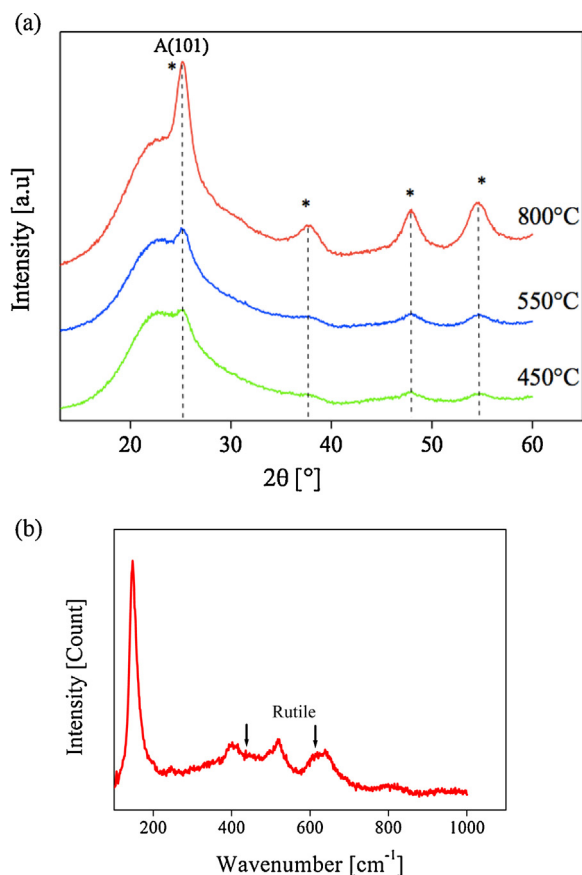 (a)
A(101)
*
*
*
*
800°C
550°C
450°C
Intensity [a.u]
20 30 40 50 60
2θ [°]
(b)
Rutile
Intensity [Count]
200 400 600 800 1000
Wavenumber [cm⁻¹]